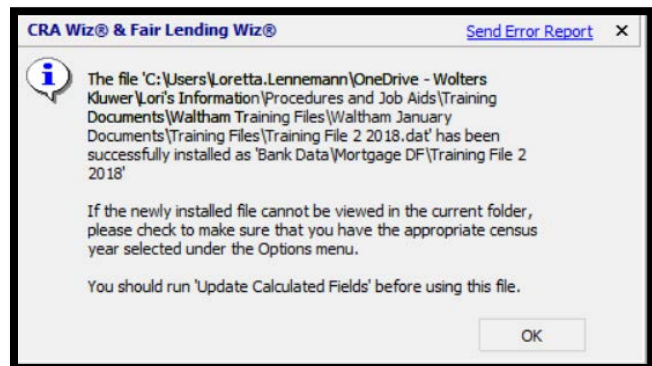 CRA Wiz® & Fair Lending Wiz®
Send Error Report
The file 'C:\Users\Loretta.Lennemann\OneDrive - Wolters
Kluwer\Lori's Information\Procedures and Job Aids\Training
Documents\Waltham Training Files\Waltham January
Documents\Training Files\Training File 2 2018.dat' has been
successfully installed as 'Bank Data\Mortgage DF\Training File 2
2018'
If the newly installed file cannot be viewed in the current folder,
please check to make sure that you have the appropriate census
year selected under the Options menu.
You should run 'Update Calculated Fields' before using this file.
OK